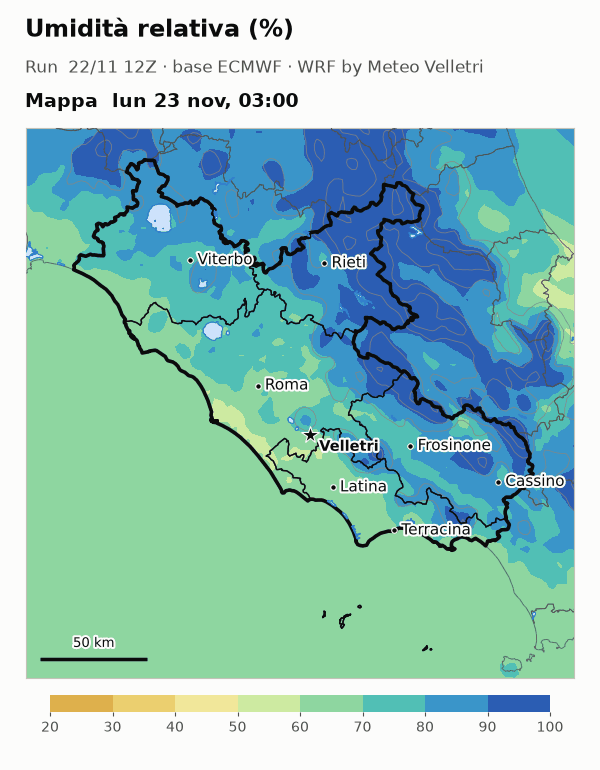 Umidità relativa (%)
Run  22/11 12Z · base ECMWF · WRF by Meteo Velletri
Mappa  lun 23 nov, 03:00
Viterbo
Rieti
Roma
Velletri
Frosinone
Cassino
Latina
Terracina
50 km
20 30 40 50 60 70 80 90 100